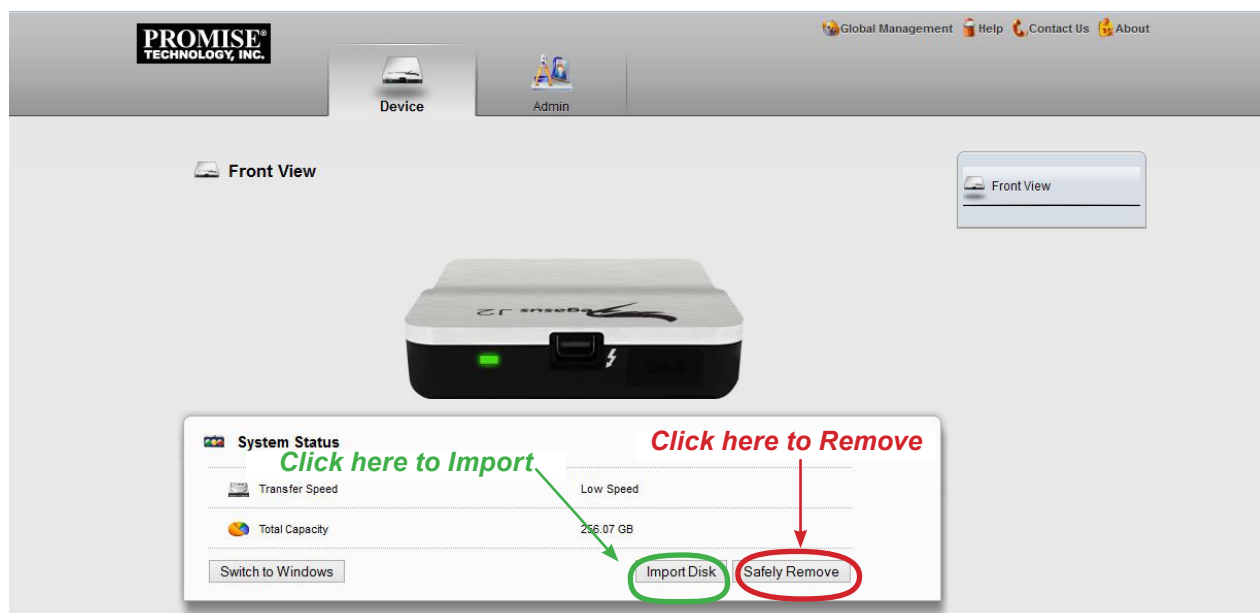 PROMISE®
TECHNOLOGY, INC.
Global Management Help Contact Us About
Device
Admin
Front View
Front View
Pegasus J2
System Status
Click here to Import
Click here to Remove
Transfer Speed Low Speed
Total Capacity 256.07 GB
Switch to Windows
Import Disk
Safely Remove